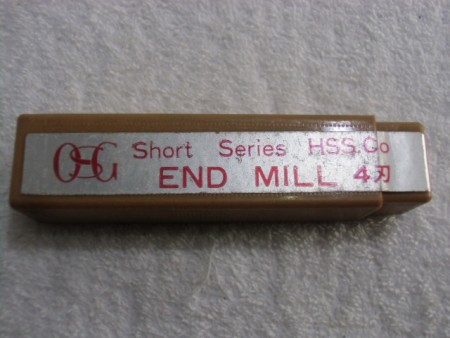 OSG Short Series HSS.Co
END MILL 4刃